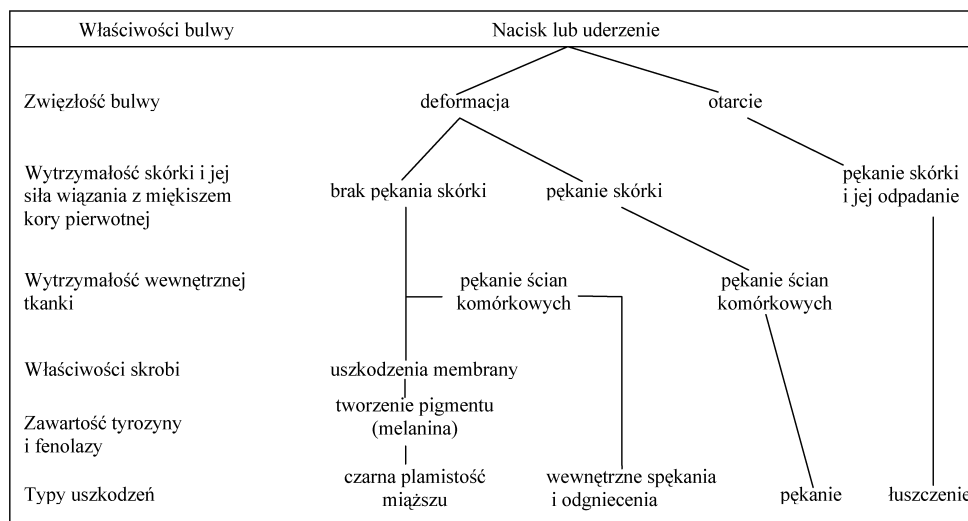 Właściwości bulwy
Nacisk lub uderzenie
Zwięzłość bulwy
deformacja
otarcie
Wytrzymałość skórki i jej
siła wiązania z miękiszem
kory pierwotnej
brak pękania skórki
pękanie skórki
pękanie skórki
i jej odpadanie
Wytrzymałość wewnętrznej
tkanki
pękanie ścian
komórkowych
pękanie ścian
komórkowych
Właściwości skrobi
uszkodzenia membrany
Zawartość tyrozyny
i fenolazy
tworzenie pigmentu
(melanina)
Typy uszkodzeń
czarna plamistość
miąższu
wewnętrzne spękania
i odgniecenia
pękanie
łuszczenie